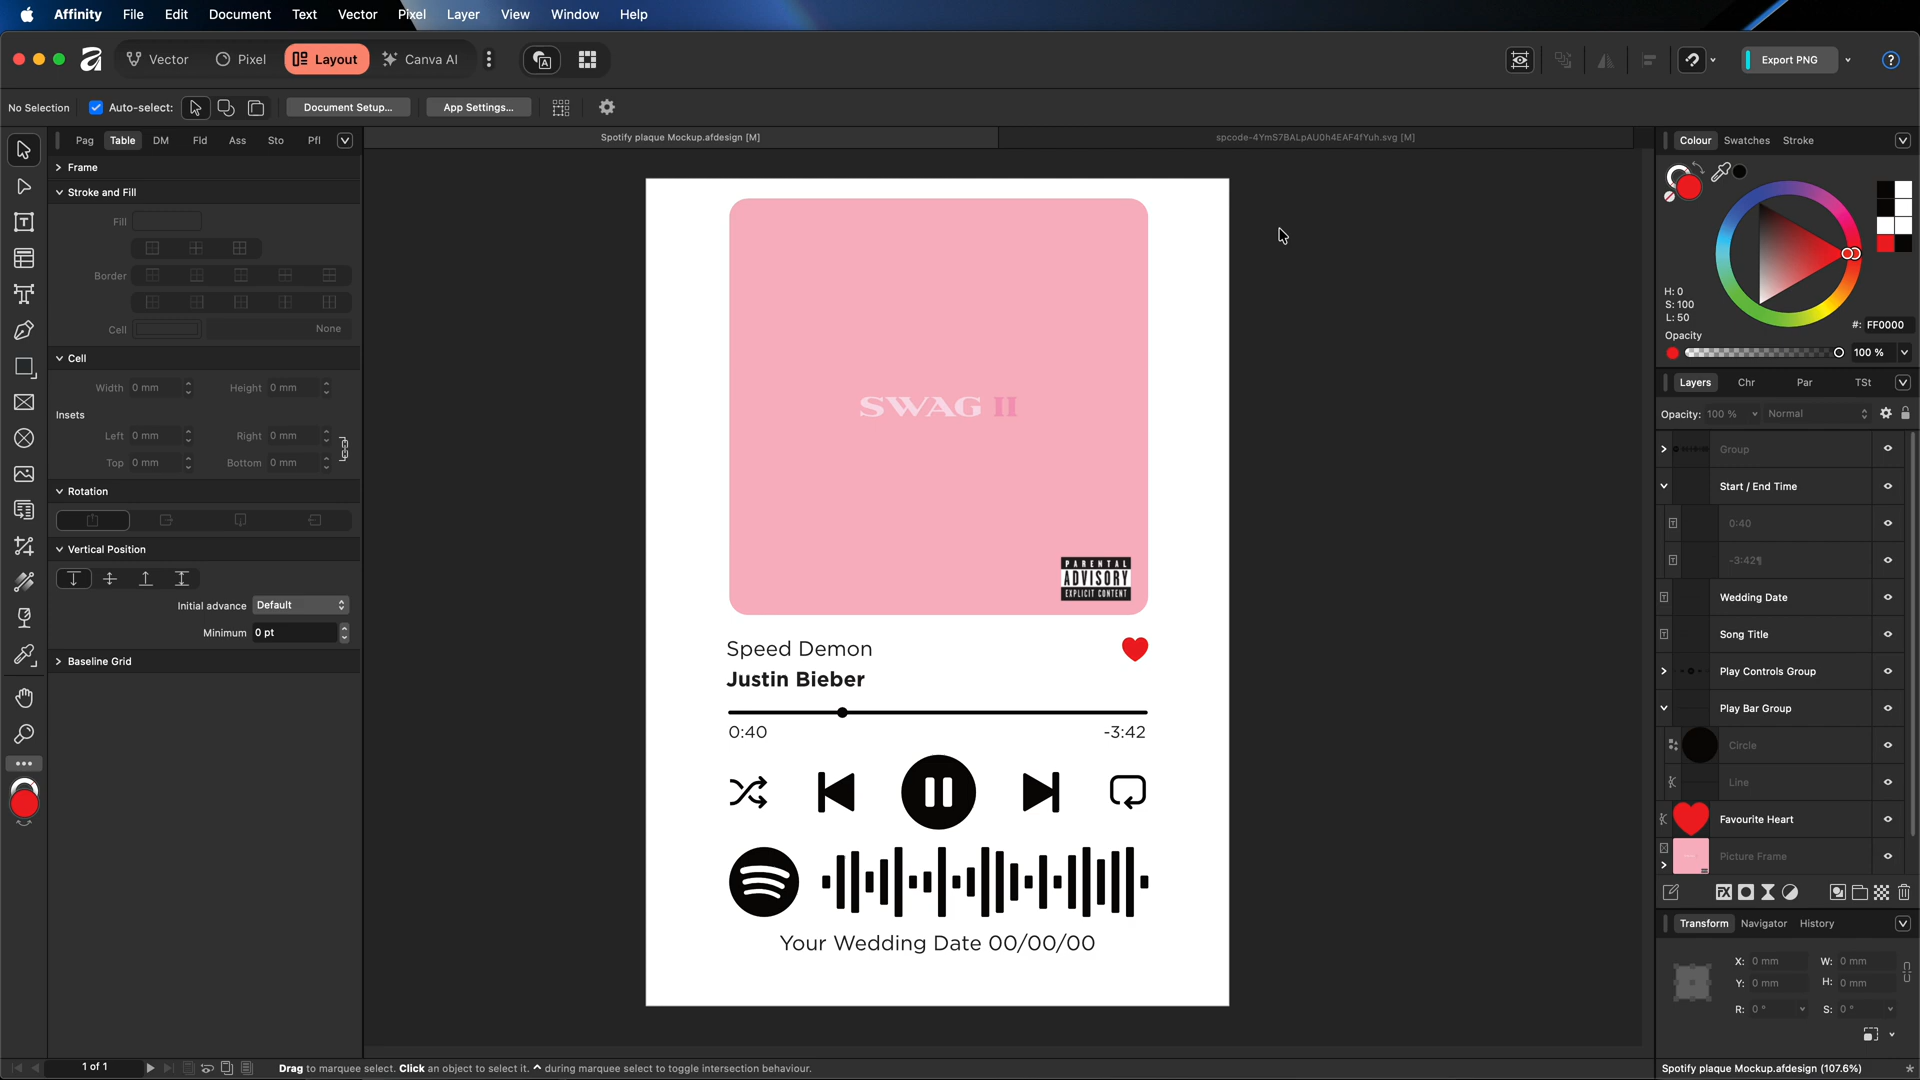 Affinity File Edit Document Text Vector Pixel Layer View Window Help
Vector Pixel Layout Canva AI Export PNG
No Selection Auto-select: Document Setup... App Settings...
Pag Table DM Fld Ass Sto Pfl
Spotify plaque Mockup.afdesign [M]
spcode-4YmS7BALpAU0h4EAF4fYuh.svg [M]
Frame
Stroke and Fill
Fill
Border
Cell None
Cell
Width 0 mm Height 0 mm
Insets
Left 0 mm Right 0 mm
Top 0 mm Bottom 0 mm
Rotation
Vertical Position
Initial advance Default
Minimum 0 pt
Baseline Grid
SWAG II
PARENTAL
ADVISORY
EXPLICIT CONTENT
Speed Demon
Justin Bieber
0:40 -3:42
Your Wedding Date 00/00/00
Colour Swatches Stroke
H: 0
S: 100
L: 50
#: FF0000
Opacity
100 %
Layers Chr Par TSt
Opacity: 100 % Normal
Group
Start / End Time
0:40
-3:42¶
Wedding Date
Song Title
Play Controls Group
Play Bar Group
Circle
Line
Favourite Heart
Picture Frame
Transform Navigator History
X: 0 mm W: 0 mm
Y: 0 mm H: 0 mm
R: 0 ° S: 0 °
1 of 1
Drag to marquee select. Click an object to select it. ⌃ during marquee select to toggle intersection behaviour.
Spotify plaque Mockup.afdesign (107.6%)